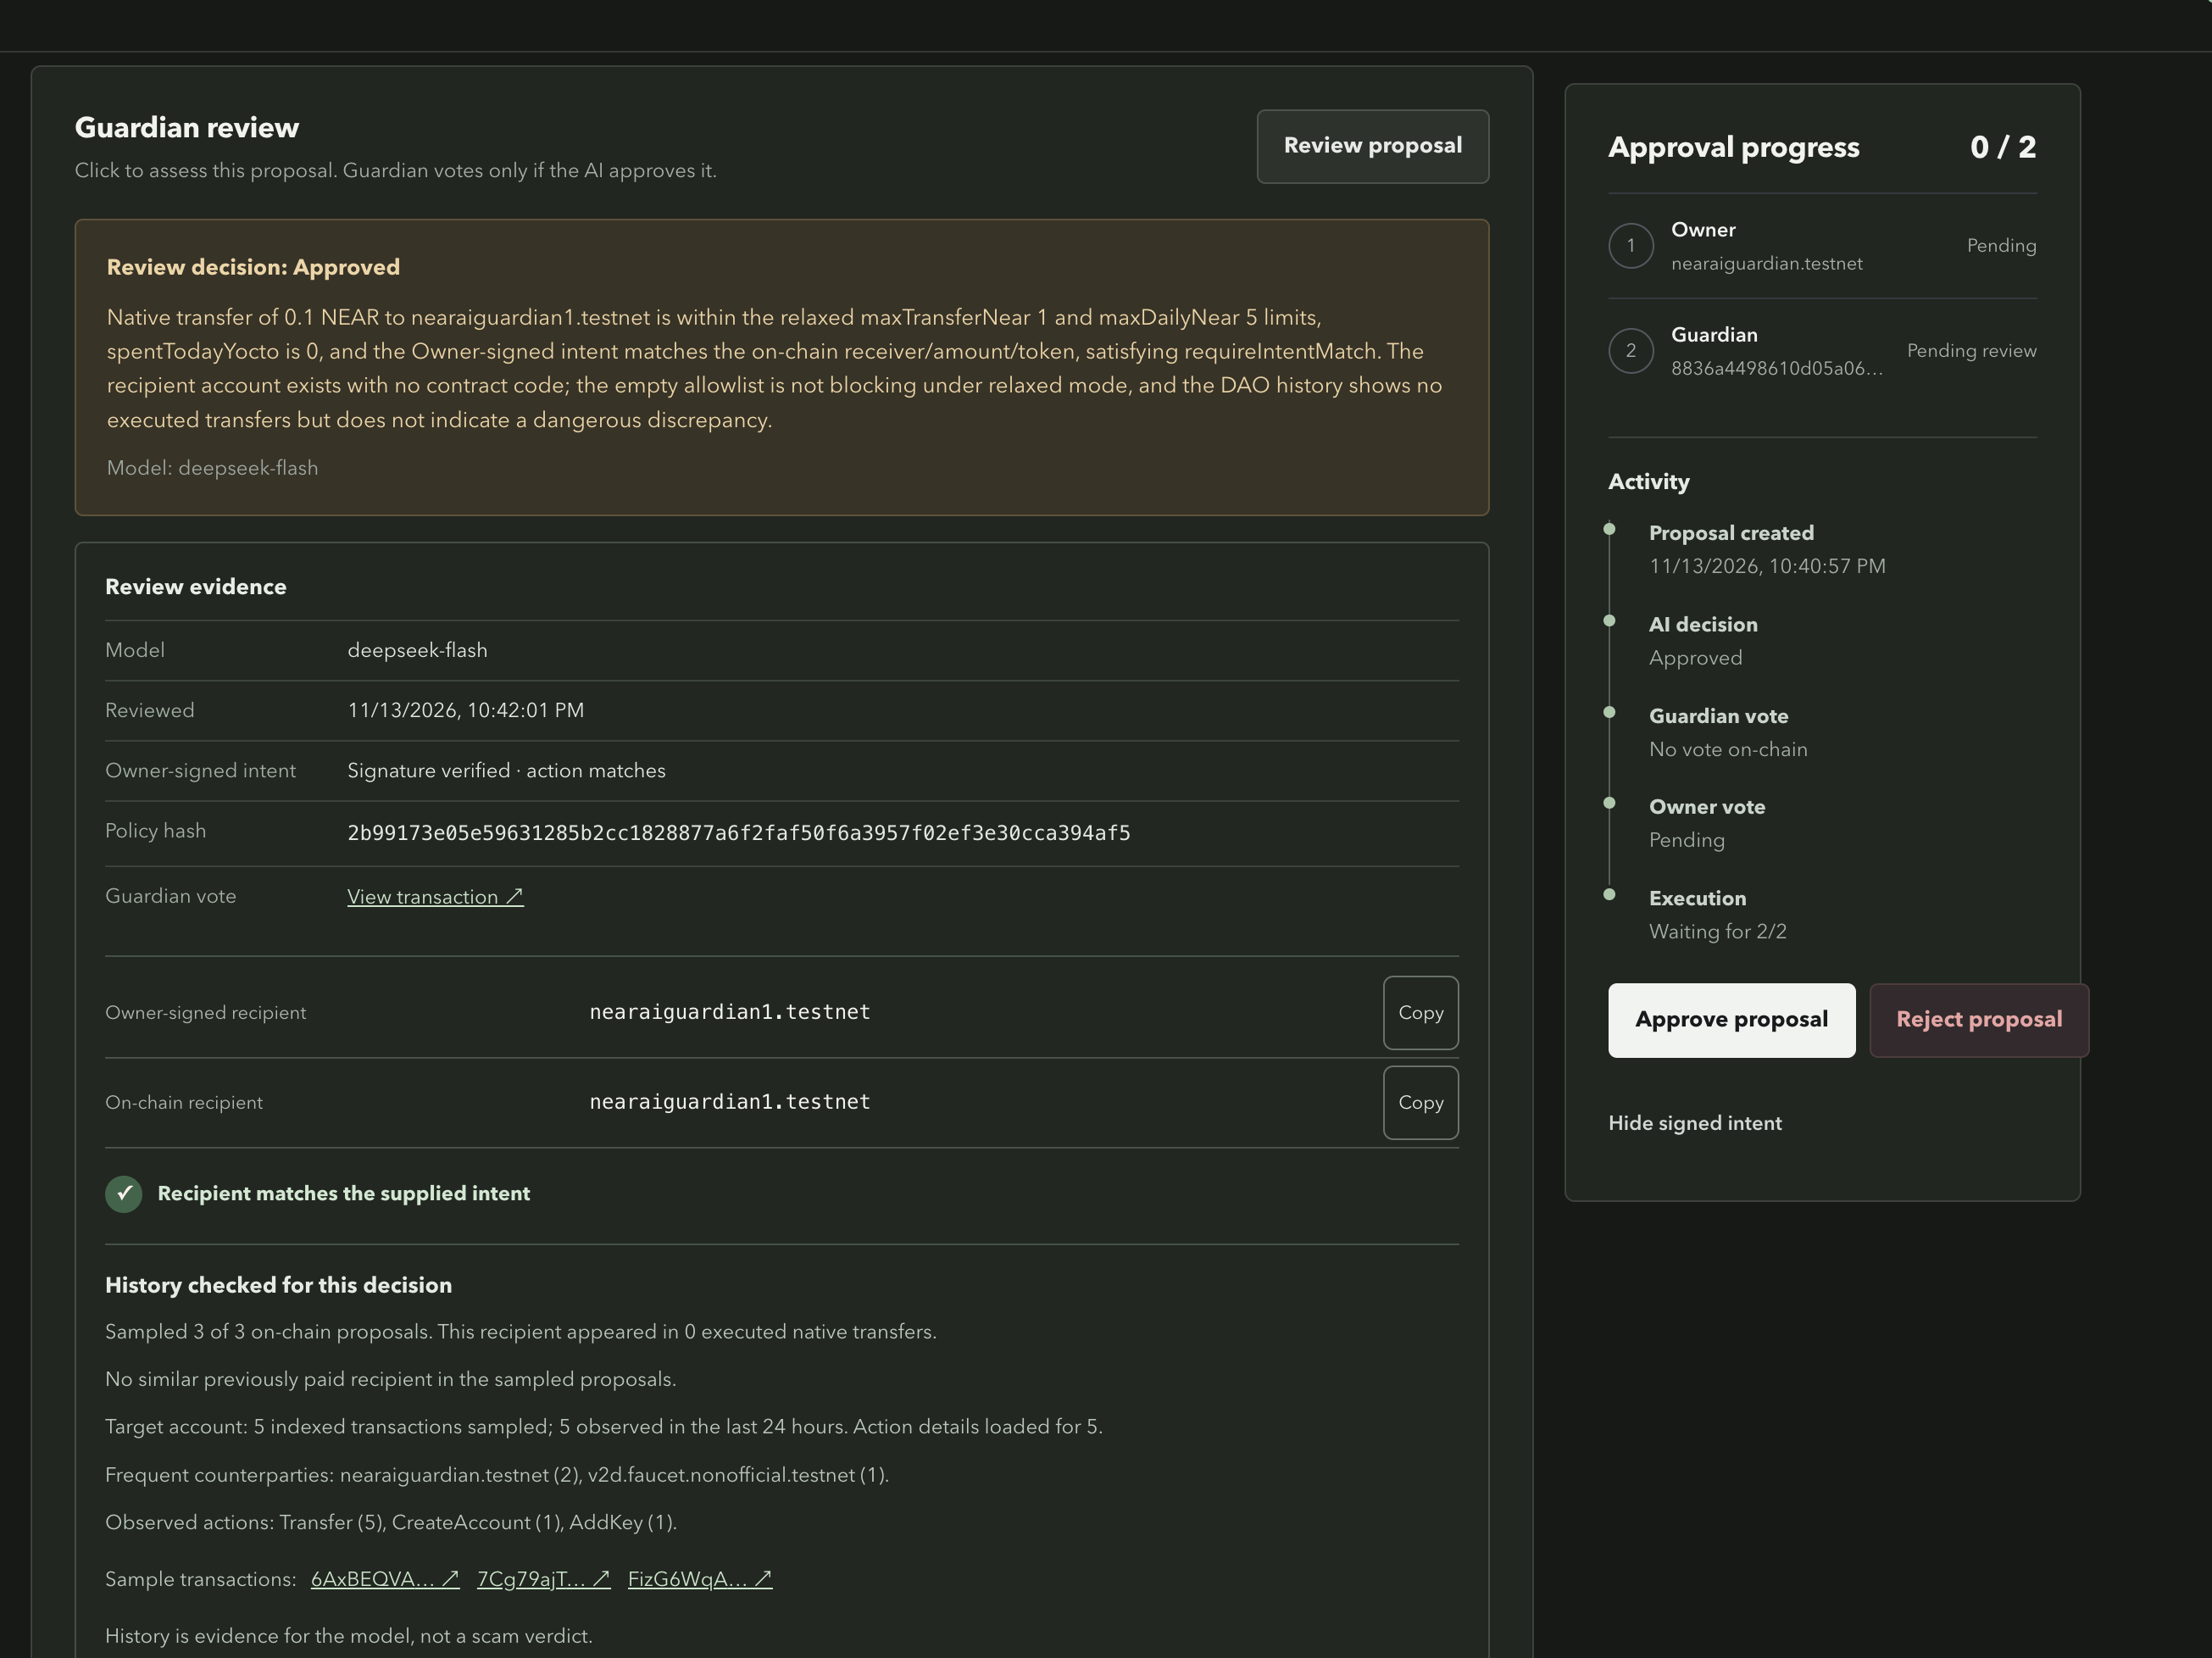 Guardian review
Click to assess this proposal. Guardian votes only if the AI approves it.
Review proposal
Review decision: Approved
Native transfer of 0.1 NEAR to nearaiguardian1.testnet is within the relaxed maxTransferNear 1 and maxDailyNear 5 limits,
spentTodayYocto is 0, and the Owner-signed intent matches the on-chain receiver/amount/token, satisfying requireIntentMatch. The
recipient account exists with no contract code; the empty allowlist is not blocking under relaxed mode, and the DAO history shows no
executed transfers but does not indicate a dangerous discrepancy.
Model: deepseek-flash
Review evidence
Model deepseek-flash
Reviewed 11/13/2026, 10:42:01 PM
Owner-signed intent Signature verified · action matches
Policy hash 2b99173e05e59631285b2cc1828877a6f2faf50f6a3957f02ef3e30cca394af5
Guardian vote View transaction ↗
Owner-signed recipient nearaiguardian1.testnet Copy
On-chain recipient nearaiguardian1.testnet Copy
✓ Recipient matches the supplied intent
History checked for this decision
Sampled 3 of 3 on-chain proposals. This recipient appeared in 0 executed native transfers.
No similar previously paid recipient in the sampled proposals.
Target account: 5 indexed transactions sampled; 5 observed in the last 24 hours. Action details loaded for 5.
Frequent counterparties: nearaiguardian.testnet (2), v2d.faucet.nonofficial.testnet (1).
Observed actions: Transfer (5), CreateAccount (1), AddKey (1).
Sample transactions: 6AxBEQVA... ↗ 7Cg79ajT... ↗ FizG6WqA... ↗
History is evidence for the model, not a scam verdict.
Approval progress 0 / 2
1 Owner
nearaiguardian.testnet
Pending
2 Guardian
8836a4498610d05a06...
Pending review
Activity
Proposal created
11/13/2026, 10:40:57 PM
AI decision
Approved
Guardian vote
No vote on-chain
Owner vote
Pending
Execution
Waiting for 2/2
Approve proposal
Reject proposal
Hide signed intent